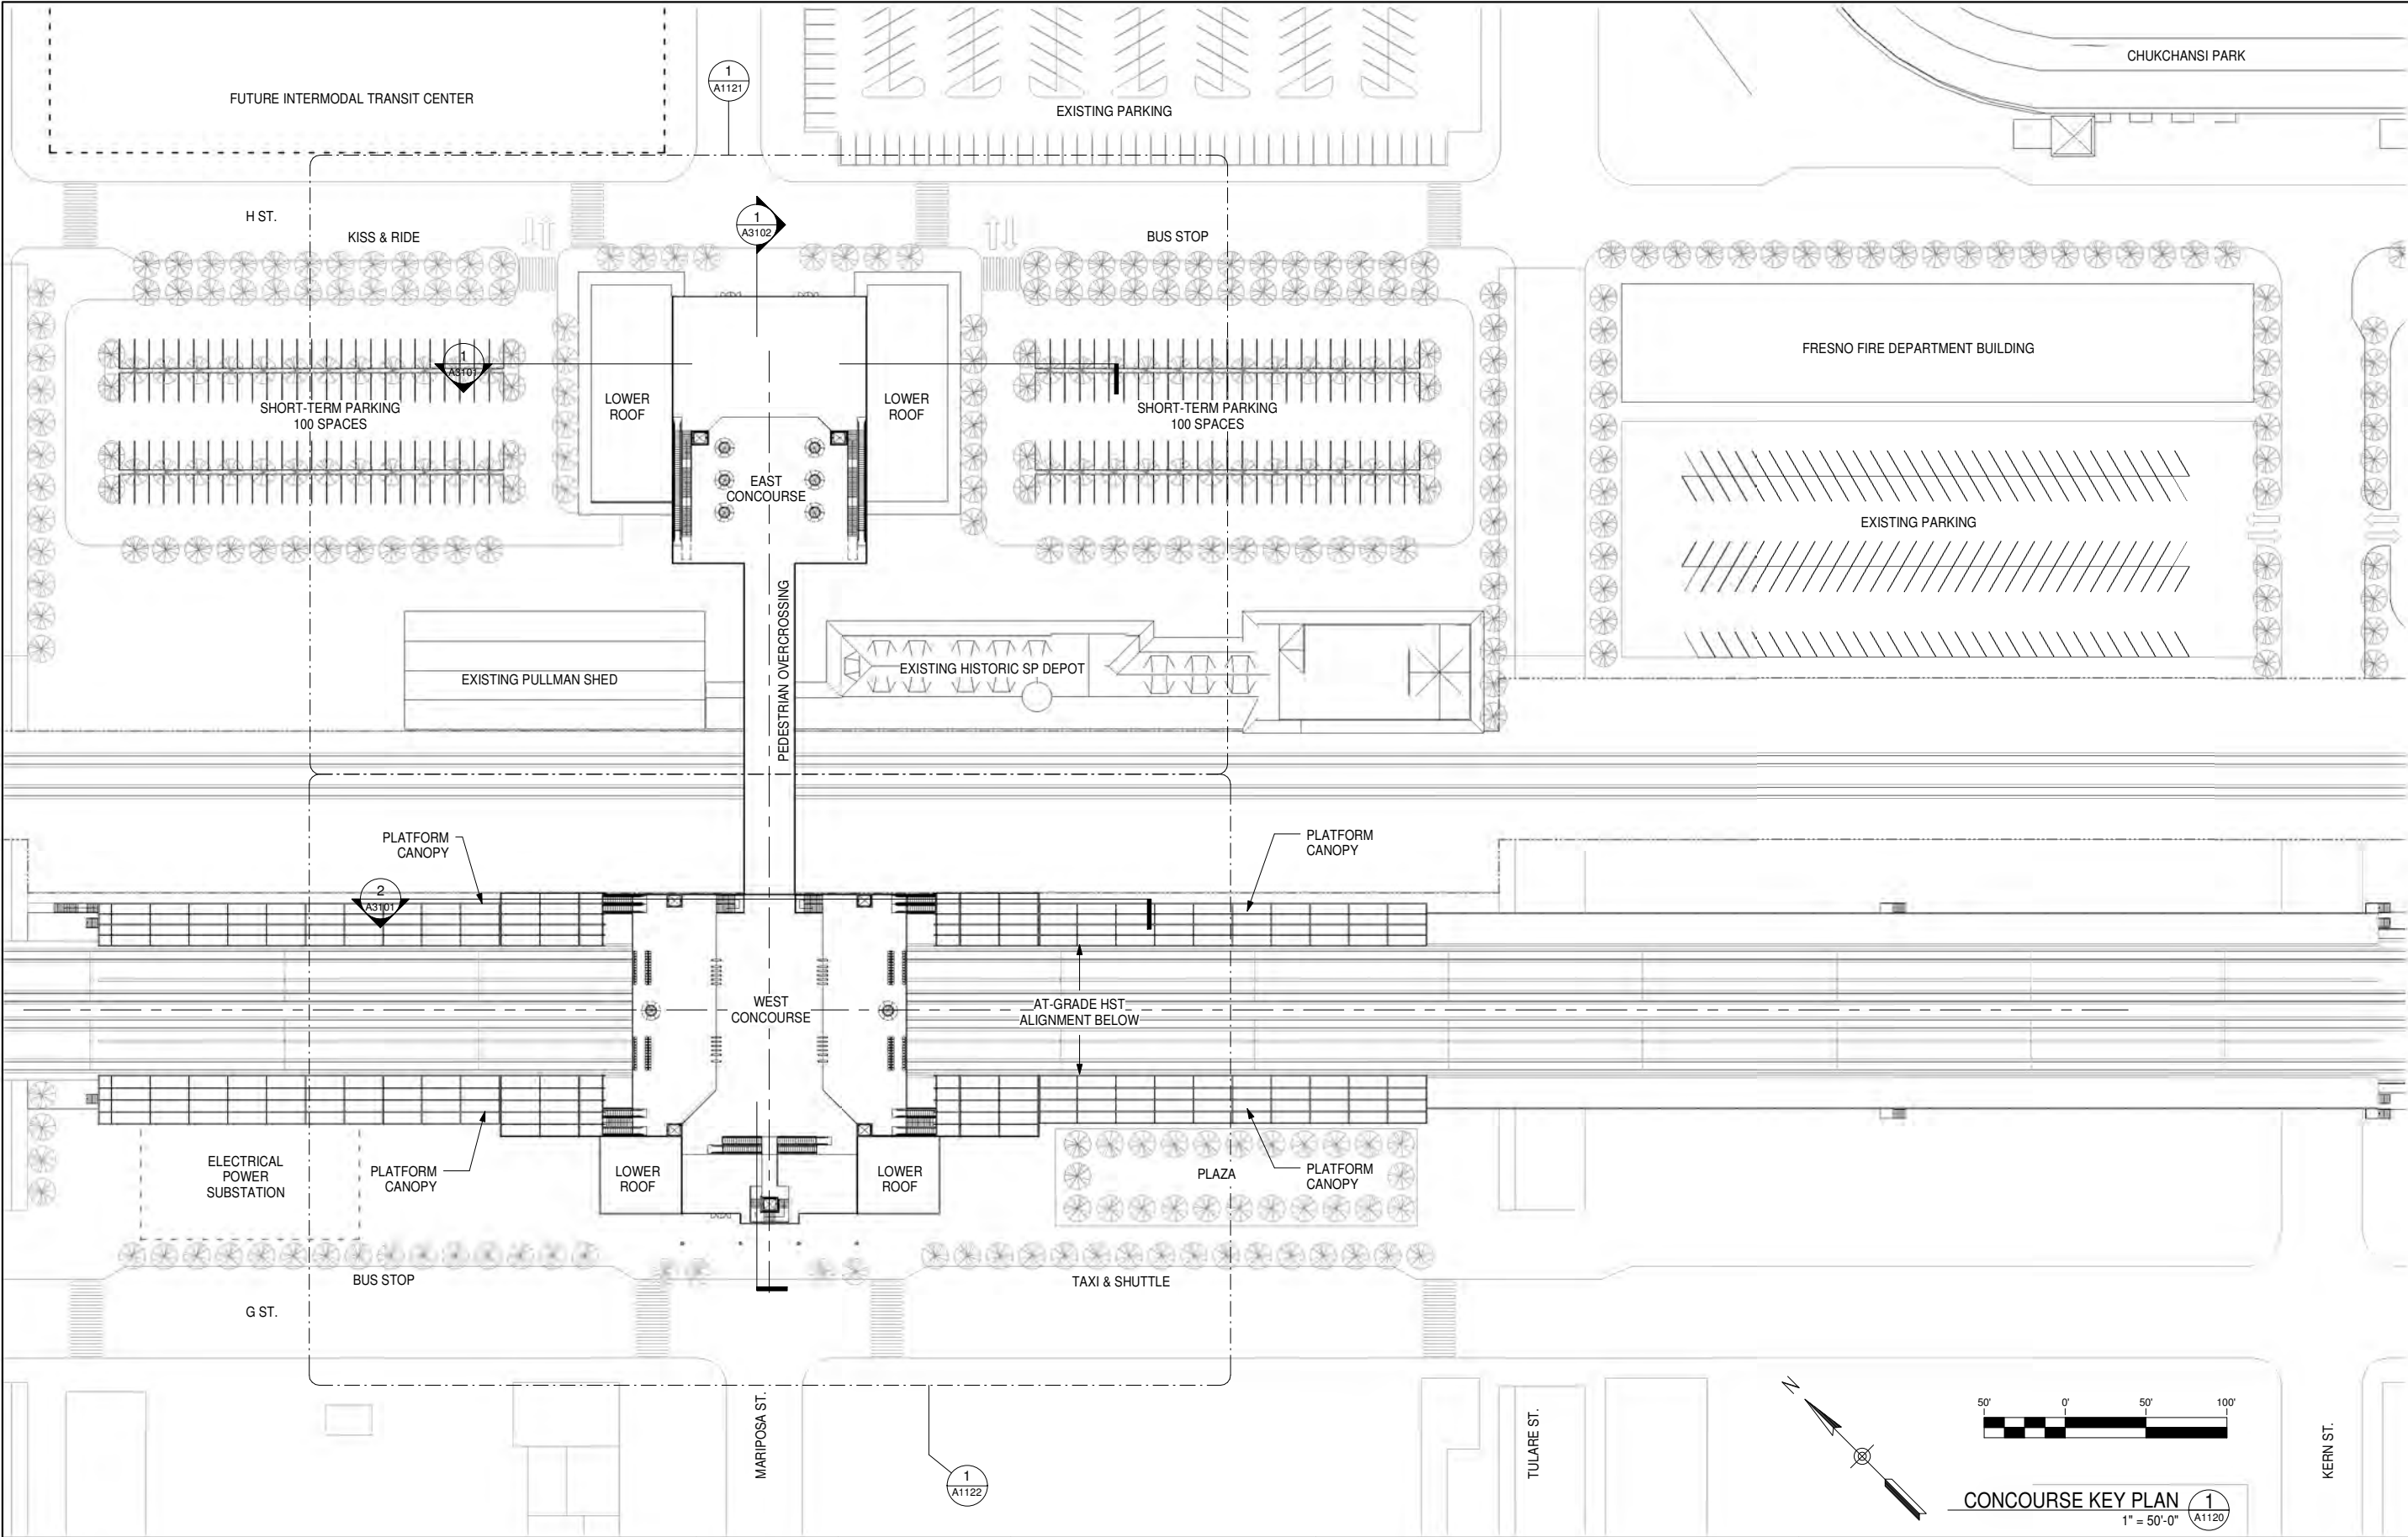 CHUKCHANSI PARK
FUTURE INTERMODAL TRANSIT CENTER
1
A1121
EXISTING PARKING
H ST.
KISS & RIDE
1
A3102
BUS STOP
FRESNO FIRE DEPARTMENT BUILDING
1
A3101
SHORT-TERM PARKING
100 SPACES
LOWER
ROOF
LOWER
ROOF
SHORT-TERM PARKING
100 SPACES
EAST
CONCOURSE
EXISTING PARKING
PEDESTRIAN OVERCROSSING
EXISTING PULLMAN SHED
EXISTING HISTORIC SP DEPOT
PLATFORM
CANOPY
PLATFORM
CANOPY
2
A3101
WEST
CONCOURSE
AT-GRADE HST
ALIGNMENT BELOW
ELECTRICAL
POWER
SUBSTATION
PLATFORM
CANOPY
LOWER
ROOF
LOWER
ROOF
PLAZA
PLATFORM
CANOPY
BUS STOP
TAXI & SHUTTLE
G ST.
MARIPOSA ST.
1
A1122
TULARE ST.
N
50'
0'
50'
100'
KERN ST.
CONCOURSE KEY PLAN
1" = 50'-0"
1
A1120